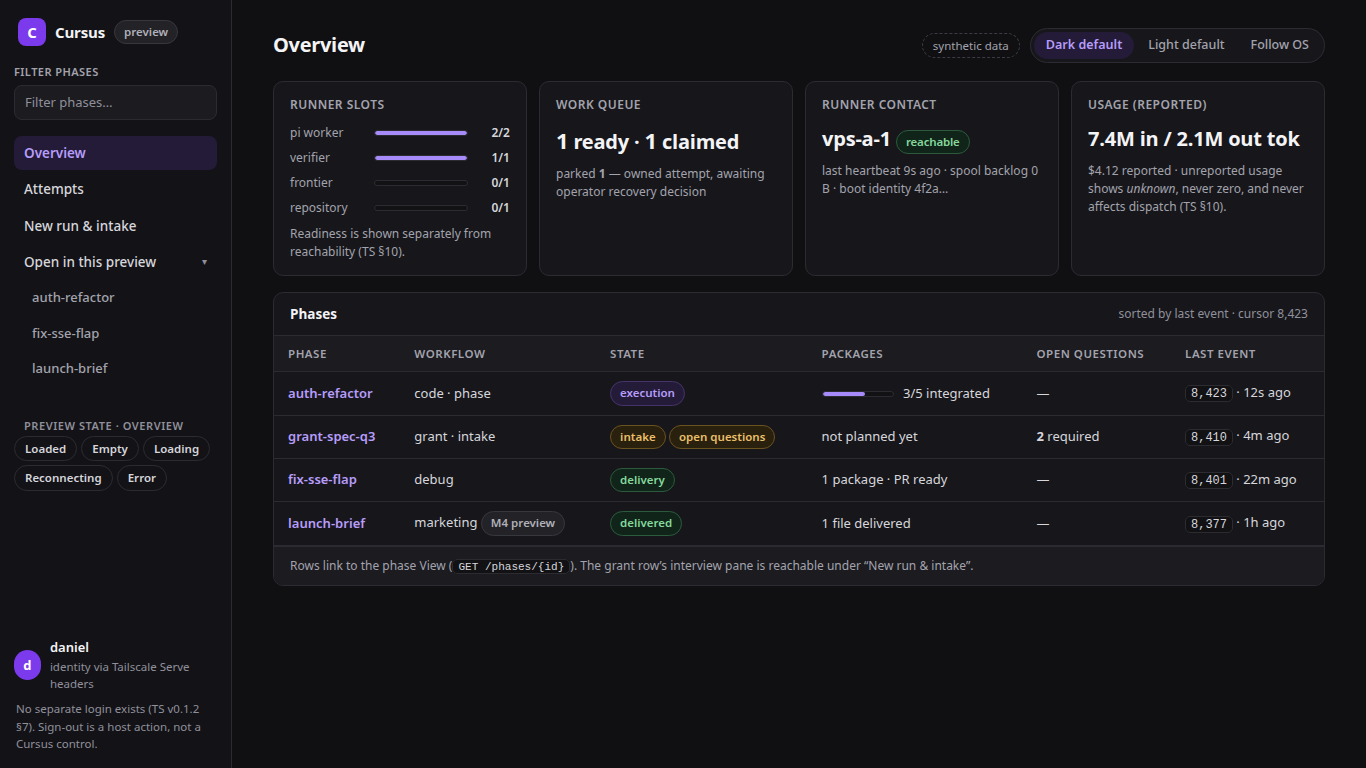 C Cursus preview
FILTER PHASES
Filter phases...
Overview
Attempts
New run & intake
Open in this preview ▾
auth-refactor
fix-sse-flap
launch-brief
PREVIEW STATE · OVERVIEW
Loaded Empty Loading
Reconnecting Error
d daniel
identity via Tailscale Serve
headers
No separate login exists (TS v0.1.2
§7). Sign-out is a host action, not a
Cursus control.
Overview
synthetic data Dark default Light default Follow OS
RUNNER SLOTS
pi worker 2/2
verifier 1/1
frontier 0/1
repository 0/1
Readiness is shown separately from
reachability (TS §10).
WORK QUEUE
1 ready · 1 claimed
parked 1 — owned attempt, awaiting
operator recovery decision
RUNNER CONTACT
vps-a-1 reachable
last heartbeat 9s ago · spool backlog 0
B · boot identity 4f2a…
USAGE (REPORTED)
7.4M in / 2.1M out tok
$4.12 reported · unreported usage
shows unknown, never zero, and never
affects dispatch (TS §10).
Phases sorted by last event · cursor 8,423
PHASE WORKFLOW STATE PACKAGES OPEN QUESTIONS LAST EVENT
auth-refactor code · phase execution 3/5 integrated — 8,423 · 12s ago
grant-spec-q3 grant · intake intake open questions not planned yet 2 required 8,410 · 4m ago
fix-sse-flap debug delivery 1 package · PR ready — 8,401 · 22m ago
launch-brief marketing M4 preview delivered 1 file delivered — 8,377 · 1h ago
Rows link to the phase View (GET /phases/{id}). The grant row’s interview pane is reachable under “New run & intake”.